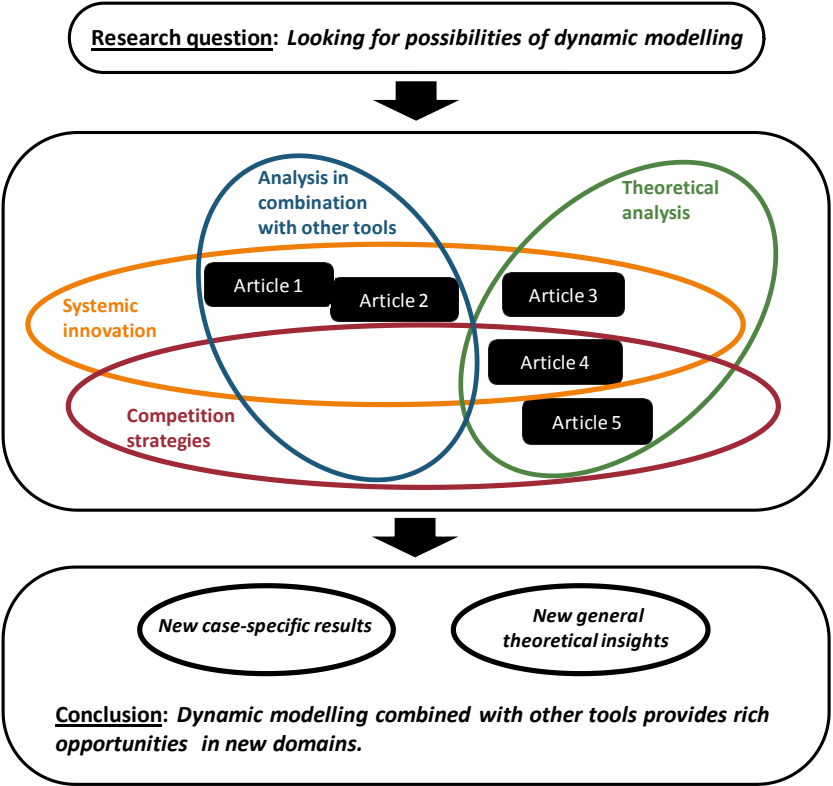 Research question: Looking for possibilities of dynamic modelling
Analysis in
combination
with other tools
Theoretical
analysis
Article 1
Article 2
Article 3
Systemic
innovation
Article 4
Competition
strategies
Article 5
New case-specific results
New general
theoretical insights
Conclusion: Dynamic modelling combined with other tools provides rich
opportunities in new domains.